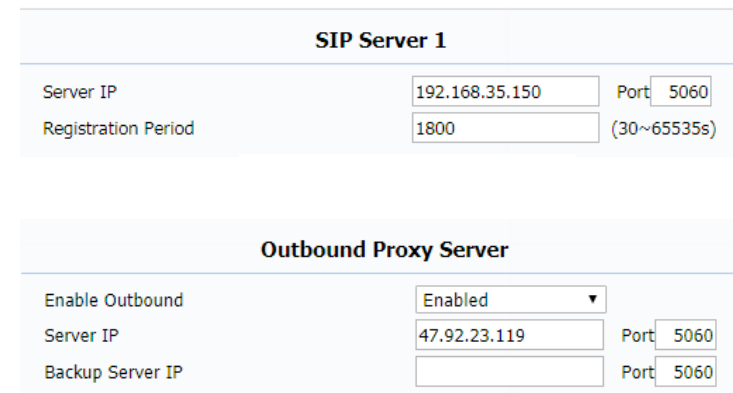 SIP Server 1
Server IP 192.168.35.150 Port 5060
Registration Period 1800 (30~65535s)
Outbound Proxy Server
Enable Outbound Enabled
Server IP 47.92.23.119 Port 5060
Backup Server IP Port 5060